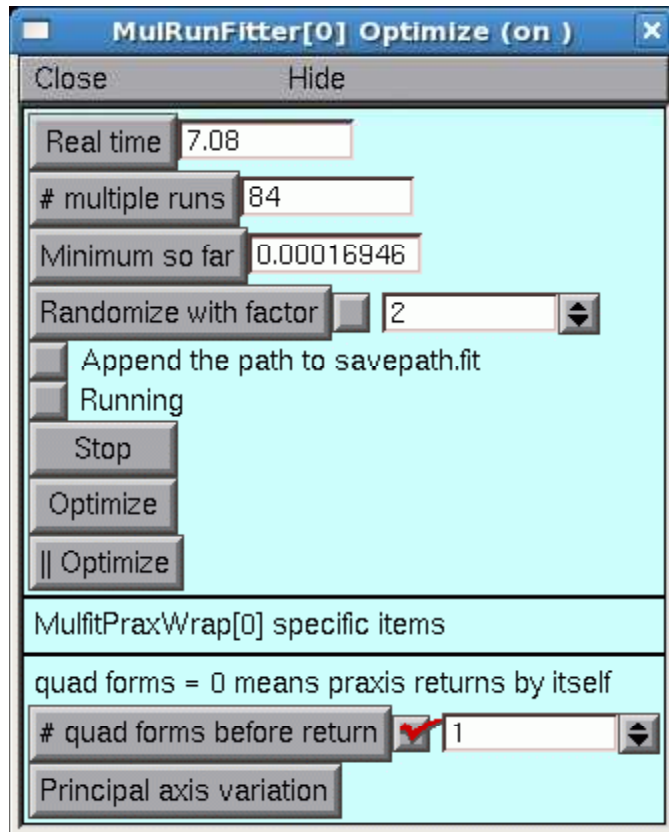 MulRunFitter[0] Optimize (on )
Close Hide
Real time 7.08
# multiple runs 84
Minimum so far 0.00016946
Randomize with factor 2
Append the path to savepath.fit
Running
Stop
Optimize
|| Optimize
MulfitPraxWrap[0] specific items
quad forms = 0 means praxis returns by itself
# quad forms before return 1
Principal axis variation